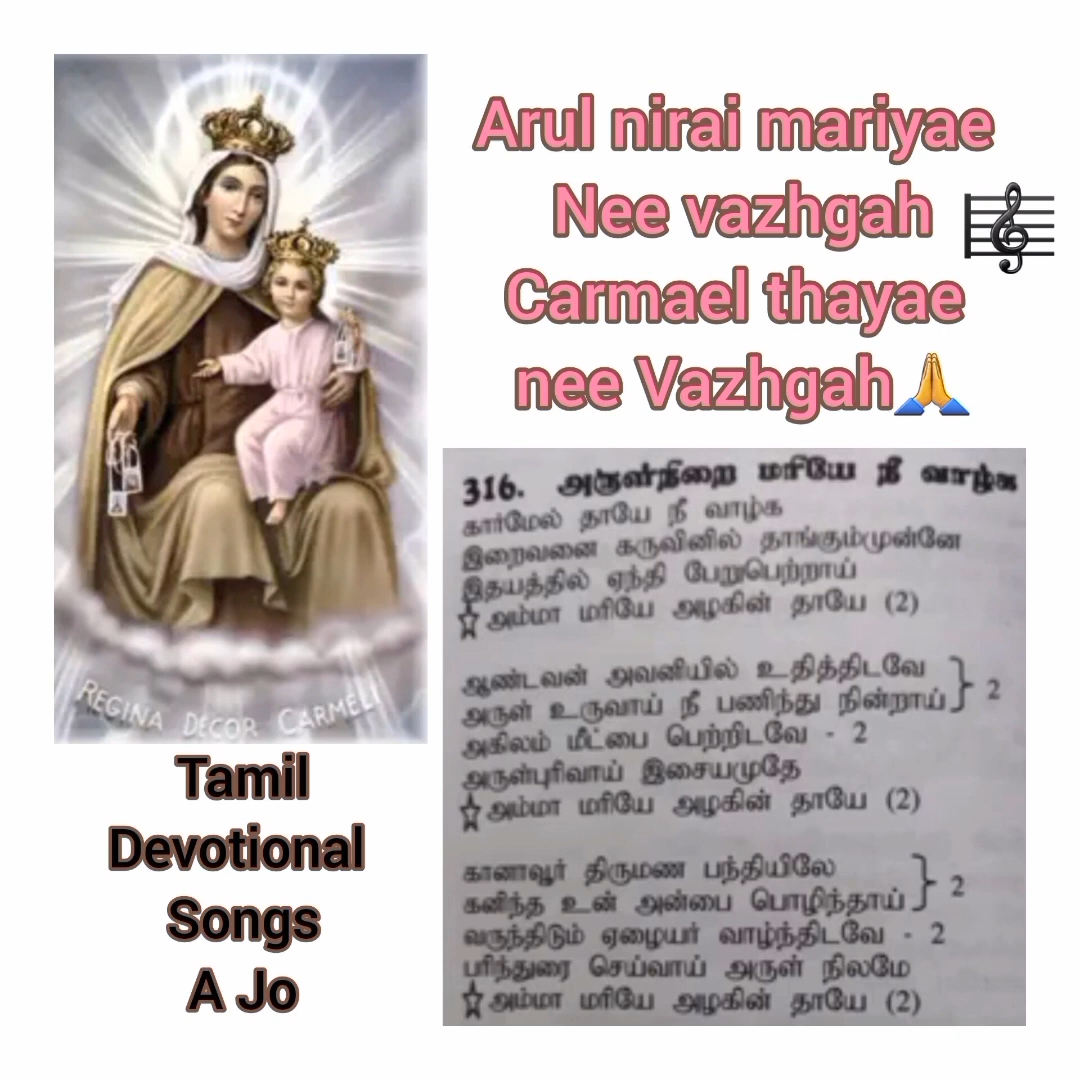 Arul nirai mariyae
Nee vazhgah
Carmael thayae
nee Vazhgah
REGINA DECOR CARMELI
Tamil
Devotional
Songs
A Jo
316. அருள்நிறை மரியே நீ வாழ்க
கார்மேல் தாயே நீ வாழ்க
இறைவனை கருவினில் தாங்கும்முன்னே
இதயத்தில் ஏந்தி பேறுபெற்றாய்
☆ அம்மா மரியே அழகின் தாயே (2)
ஆண்டவன் அவனியில் உதித்திடவே
அருள் உருவாய் நீ பணிந்து நின்றாய் } 2
அகிலம் மீட்பை பெற்றிடவே - 2
அருள்புரிவாய் இசையமுதே
☆ அம்மா மரியே அழகின் தாயே (2)
கானாவூர் திருமண பந்தியிலே
கனிந்த உன் அன்பை பொழிந்தாய் } 2
வருந்திடும் ஏழையர் வாழ்ந்திடவே - 2
பரிந்துரை செய்வாய் அருள் நிலமே
☆ அம்மா மரியே அழகின் தாயே (2)